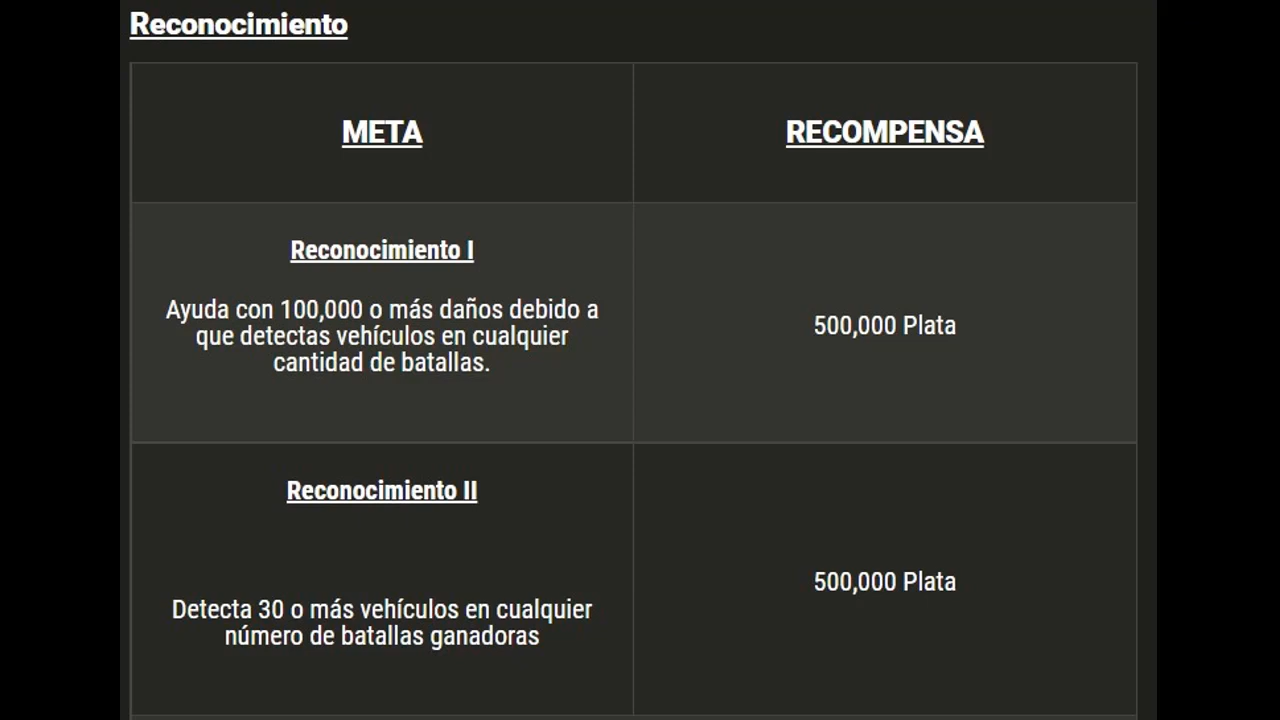 Reconocimiento
META
RECOMPENSA
Reconocimiento I
Ayuda con 100,000 o más daños debido a
que detectas vehículos en cualquier
cantidad de batallas.
500,000 Plata
Reconocimiento II
Detecta 30 o más vehículos en cualquier
número de batallas ganadoras
500,000 Plata